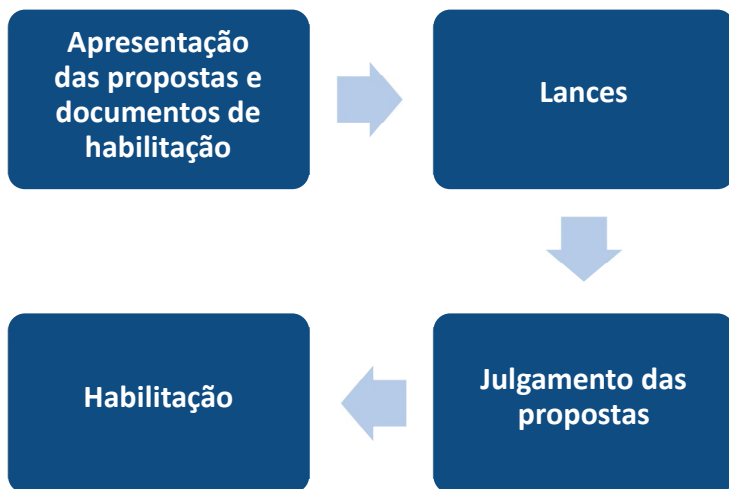 Apresentação
das propostas e
documentos de
habilitação
Lances
Julgamento das
propostas
Habilitação